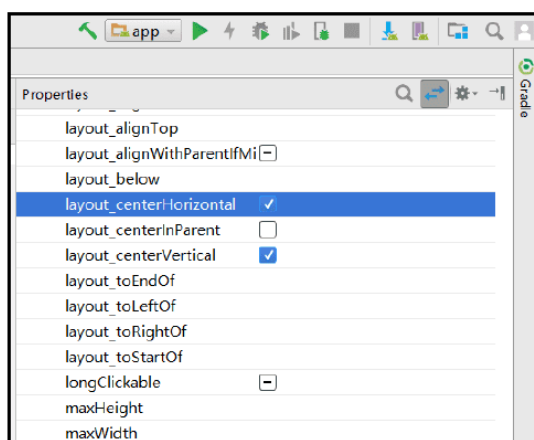 app
Properties
Gradle
layout_alignTop
layout_alignWithParentIfMi
layout_below
layout_centerHorizontal
layout_centerInParent
layout_centerVertical
layout_toEndOf
layout_toLeftOf
layout_toRightOf
layout_toStartOf
longClickable
maxHeight
maxWidth